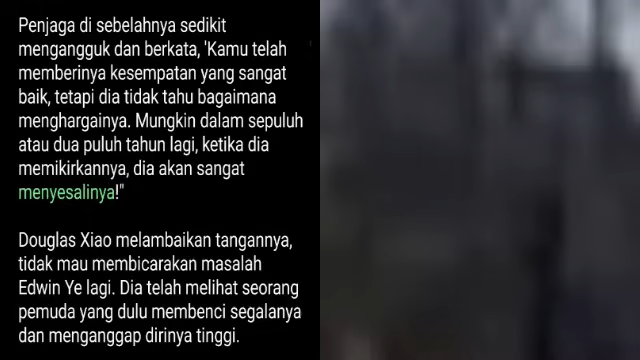 Penjaga di sebelahnya sedikit
mengangguk dan berkata, 'Kamu telah
memberinya kesempatan yang sangat
baik, tetapi dia tidak tahu bagaimana
menghargainya. Mungkin dalam sepuluh
atau dua puluh tahun lagi, ketika dia
memikirkannya, dia akan sangat
menyesalinya!"
Douglas Xiao melambaikan tangannya,
tidak mau membicarakan masalah
Edwin Ye lagi. Dia telah melihat seorang
pemuda yang dulu membenci segalanya
dan menganggap dirinya tinggi.